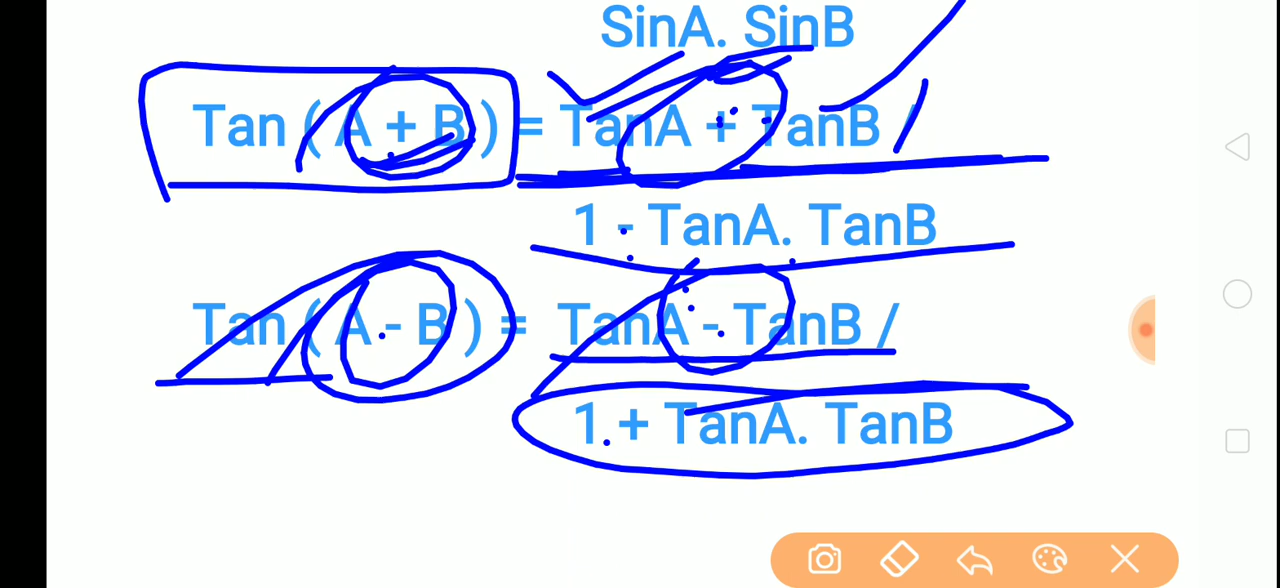 SinA. SinB
Tan (A + B) = TanA + TanB /
1 - TanA. TanB
Tan (A - B) = TanA - TanB /
1 + TanA. TanB